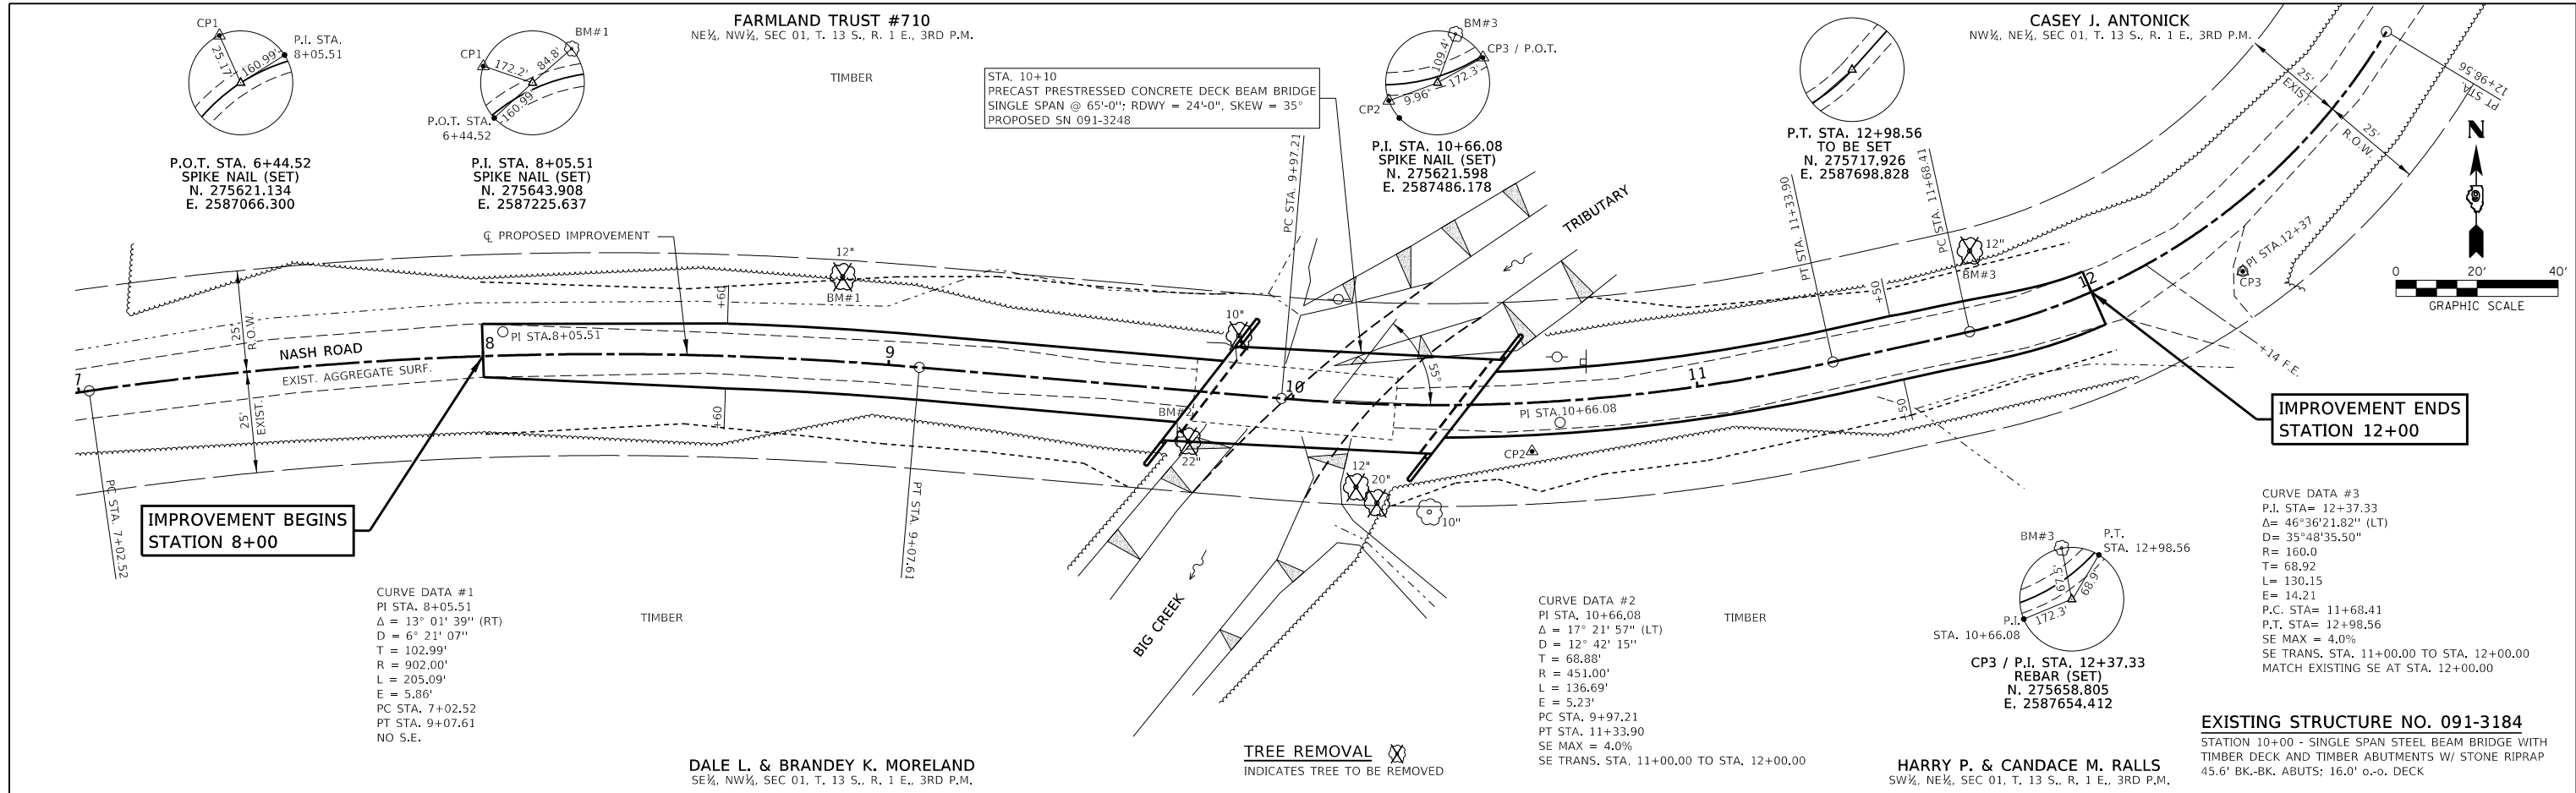 CP1
P.I. STA.
8+05.51
25.17'
160.99'
P.O.T. STA. 6+44.52
SPIKE NAIL (SET)
N. 275621.134
E. 2587066.300
CP1
BM#1
172.2'
84.8'
160.99
P.O.T. STA.
6+44.52
P.I. STA. 8+05.51
SPIKE NAIL (SET)
N. 275643.908
E. 2587225.637
FARMLAND TRUST #710
NE¼, NW¼, SEC 01, T. 13 S., R. 1 E., 3RD P.M.
TIMBER
STA. 10+10
PRECAST PRESTRESSED CONCRETE DECK BEAM BRIDGE
SINGLE SPAN @ 65'-0"; RDWY = 24'-0", SKEW = 35°
PROPOSED SN 091-3248
BM#3
CP3 / P.O.T.
109.4'
172.3'
9.96'
CP2
P.I. STA. 10+66.08
SPIKE NAIL (SET)
N. 275621.598
E. 2587486.178
P.T. STA. 12+98.56
TO BE SET
N. 275717.926
E. 2587698.828
CASEY J. ANTONICK
NW¼, NE¼, SEC 01, T. 13 S., R. 1 E., 3RD P.M.
25'
EXIST.
25'
R.O.W.
PT STA.
12+98.56
N
0 20' 40'
GRAPHIC SCALE
℄ PROPOSED IMPROVEMENT
12"
BM#1
+60
PC STA. 9+97.21
TRIBUTARY
PT STA. 11+33.90
PC STA. 11+68.41
12"
BM#3
+50
PI STA.12+37
CP3
+14 F.E.
25'
R.O.W.
NASH ROAD
EXIST. AGGREGATE SURF.
25'
EXIST.
7
8
PI STA.8+05.51
9
10"
10
55°
11
12
PI STA.10+66.08
+60
BM#2
22"
12"
20"
10"
CP2
+50
PC STA. 7+02.52
PT STA. 9+07.61
IMPROVEMENT BEGINS
STATION 8+00
IMPROVEMENT ENDS
STATION 12+00
BIG CREEK
CURVE DATA #1
PI STA. 8+05.51
Δ = 13° 01' 39" (RT)
D = 6° 21' 07"
T = 102.99'
R = 902.00'
L = 205.09'
E = 5.86'
PC STA. 7+02.52
PT STA. 9+07.61
NO S.E.
TIMBER
CURVE DATA #2
PI STA. 10+66.08
Δ = 17° 21' 57" (LT)
D = 12° 42' 15"
T = 68.88'
R = 451.00'
L = 136.69'
E = 5.23'
PC STA. 9+97.21
PT STA. 11+33.90
SE MAX = 4.0%
SE TRANS. STA. 11+00.00 TO STA. 12+00.00
TIMBER
BM#3
P.T.
STA. 12+98.56
67.5'
68.9'
172.3'
P.I.
STA. 10+66.08
CP3 / P.I. STA. 12+37.33
REBAR (SET)
N. 275658.805
E. 2587654.412
CURVE DATA #3
P.I. STA= 12+37.33
Δ= 46°36'21.82" (LT)
D= 35°48'35.50"
R= 160.0
T= 68.92
L= 130.15
E= 14.21
P.C. STA= 11+68.41
P.T. STA= 12+98.56
SE MAX = 4.0%
SE TRANS. STA. 11+00.00 TO STA. 12+00.00
MATCH EXISTING SE AT STA. 12+00.00
DALE L. & BRANDEY K. MORELAND
SE¼, NW¼, SEC 01, T. 13 S., R. 1 E., 3RD P.M.
TREE REMOVAL
INDICATES TREE TO BE REMOVED
HARRY P. & CANDACE M. RALLS
SW¼, NE¼, SEC 01, T. 13 S., R. 1 E., 3RD P.M.
EXISTING STRUCTURE NO. 091-3184
STATION 10+00 - SINGLE SPAN STEEL BEAM BRIDGE WITH
TIMBER DECK AND TIMBER ABUTMENTS W/ STONE RIPRAP
45.6' BK.-BK. ABUTS; 16.0' o.-o. DECK